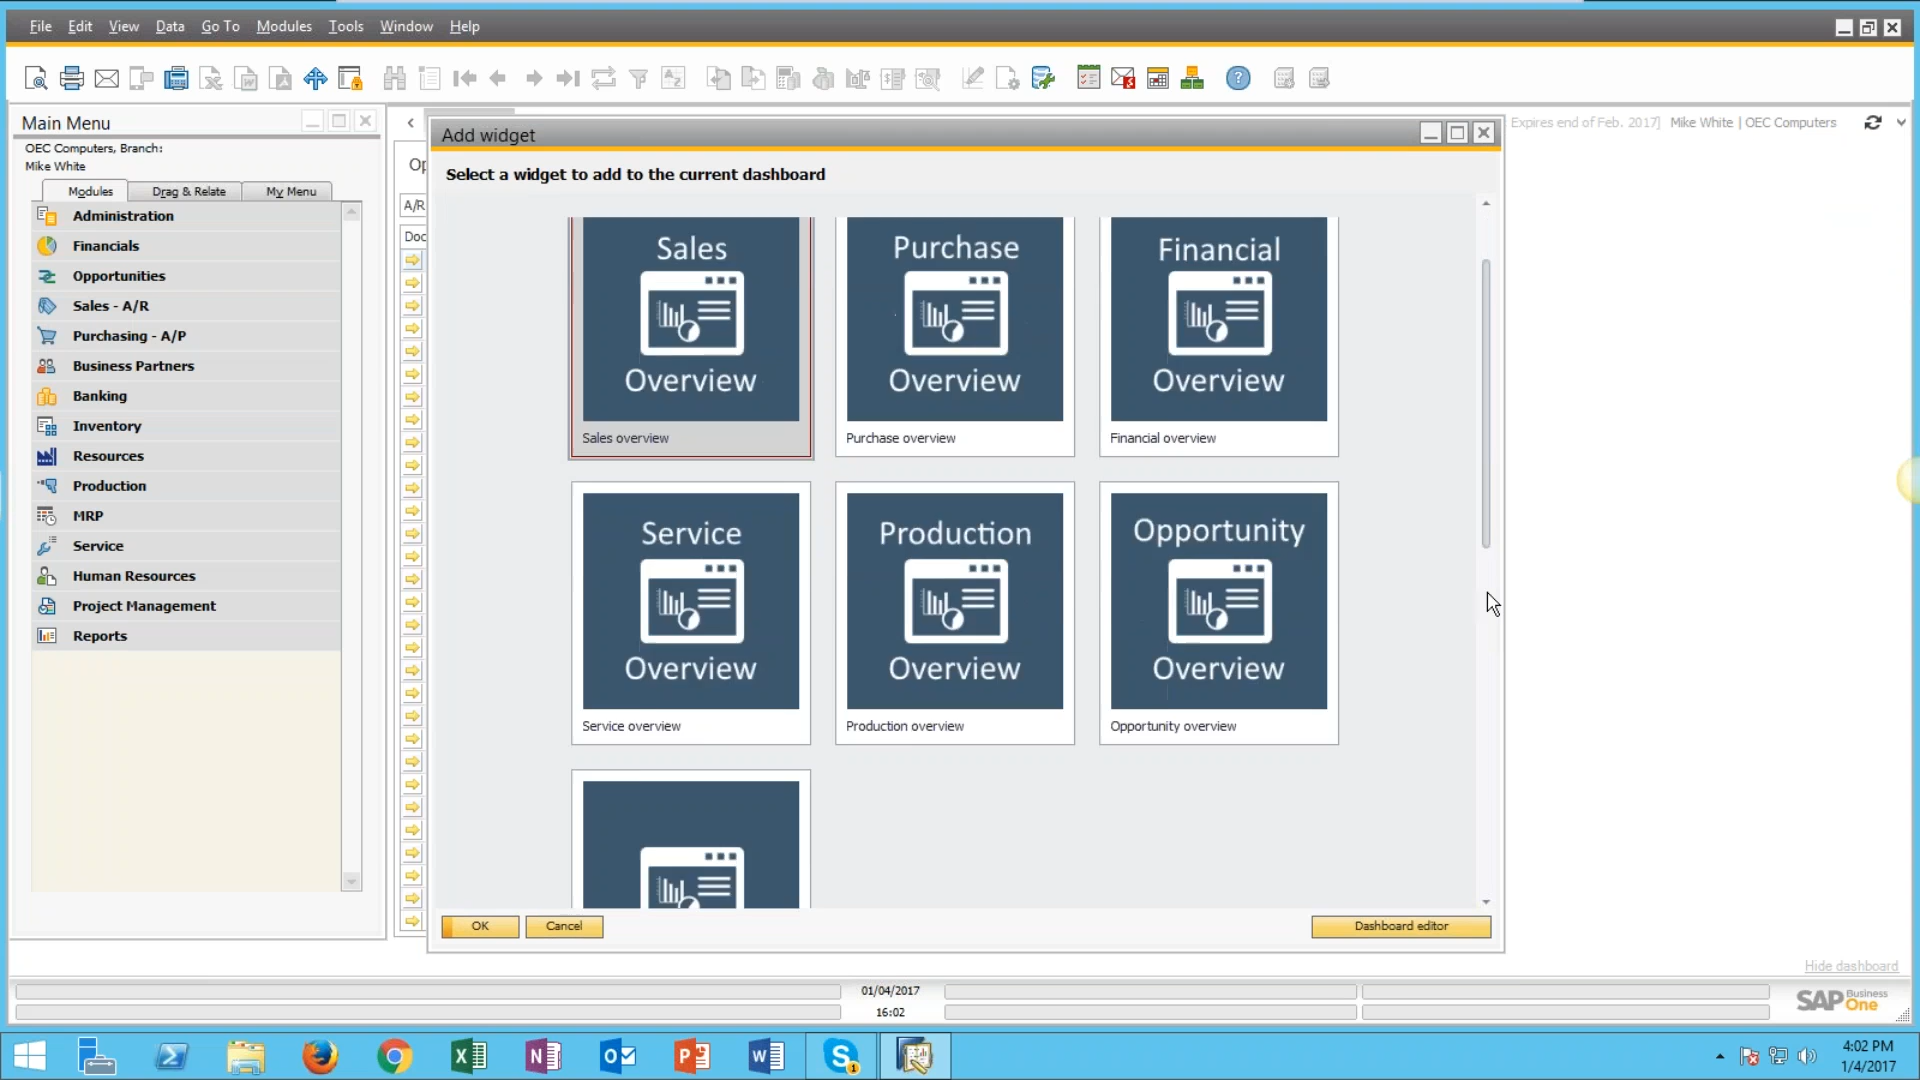 File Edit View Data Go To Modules Tools Window Help
Main Menu
OEC Computers, Branch:
Mike White
Modules Drag & Relate My Menu
Administration
Financials
Opportunities
Sales - A/R
Purchasing - A/P
Business Partners
Banking
Inventory
Resources
Production
MRP
Service
Human Resources
Project Management
Reports
Op
A/R
Doc
Expires end of Feb. 2017] Mike White | OEC Computers
Add widget
Select a widget to add to the current dashboard
Sales
Overview
Sales overview
Purchase
Overview
Purchase overview
Financial
Overview
Financial overview
Service
Overview
Service overview
Production
Overview
Production overview
Opportunity
Overview
Opportunity overview
OK Cancel Dashboard editor
Hide dashboard
01/04/2017
16:02
SAP Business One
4:02 PM
1/4/2017